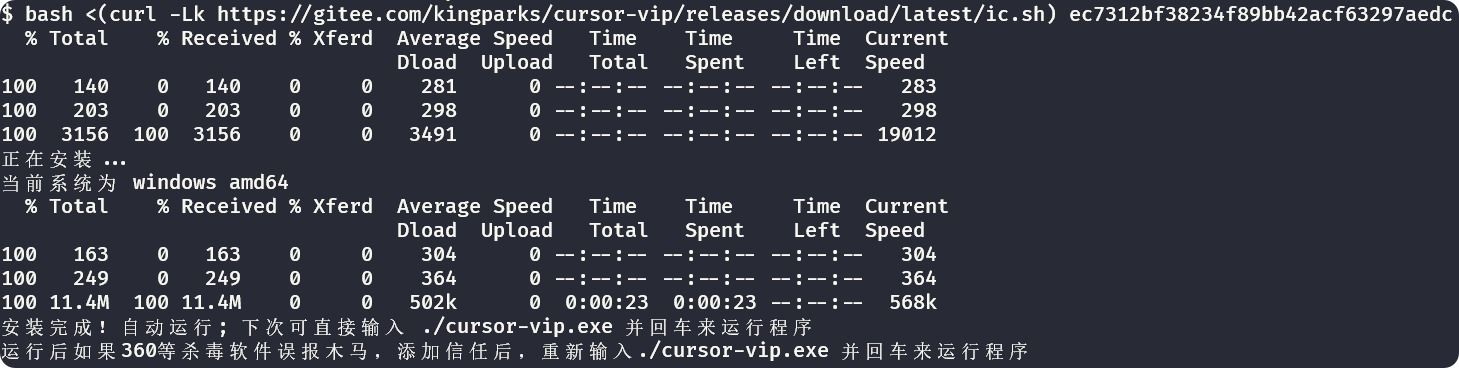 $ bash <(curl -Lk https://gitee.com/kingparks/cursor-vip/releases/download/latest/ic.sh) ec7312bf38234f89bb42acf63297aedc
  % Total    % Received % Xferd  Average Speed   Time    Time     Time  Current
                                 Dload  Upload   Total   Spent    Left  Speed
100   140    0   140    0     0    281      0 --:--:-- --:--:-- --:--:--   283
100   203    0   203    0     0    298      0 --:--:-- --:--:-- --:--:--   298
100  3156  100  3156    0     0   3491      0 --:--:-- --:--:-- --:--:-- 19012
正在安装 ...
当前系统为 windows amd64
  % Total    % Received % Xferd  Average Speed   Time    Time     Time  Current
                                 Dload  Upload   Total   Spent    Left  Speed
100   163    0   163    0     0    304      0 --:--:-- --:--:-- --:--:--   304
100   249    0   249    0     0    364      0 --:--:-- --:--:-- --:--:--   364
100 11.4M  100 11.4M    0     0   502k      0  0:00:23  0:00:23 --:--:--  568k
安装完成！自动运行；下次可直接输入 ./cursor-vip.exe 并回车来运行程序
运行后如果360等杀毒软件误报木马，添加信任后，重新输入./cursor-vip.exe 并回车来运行程序